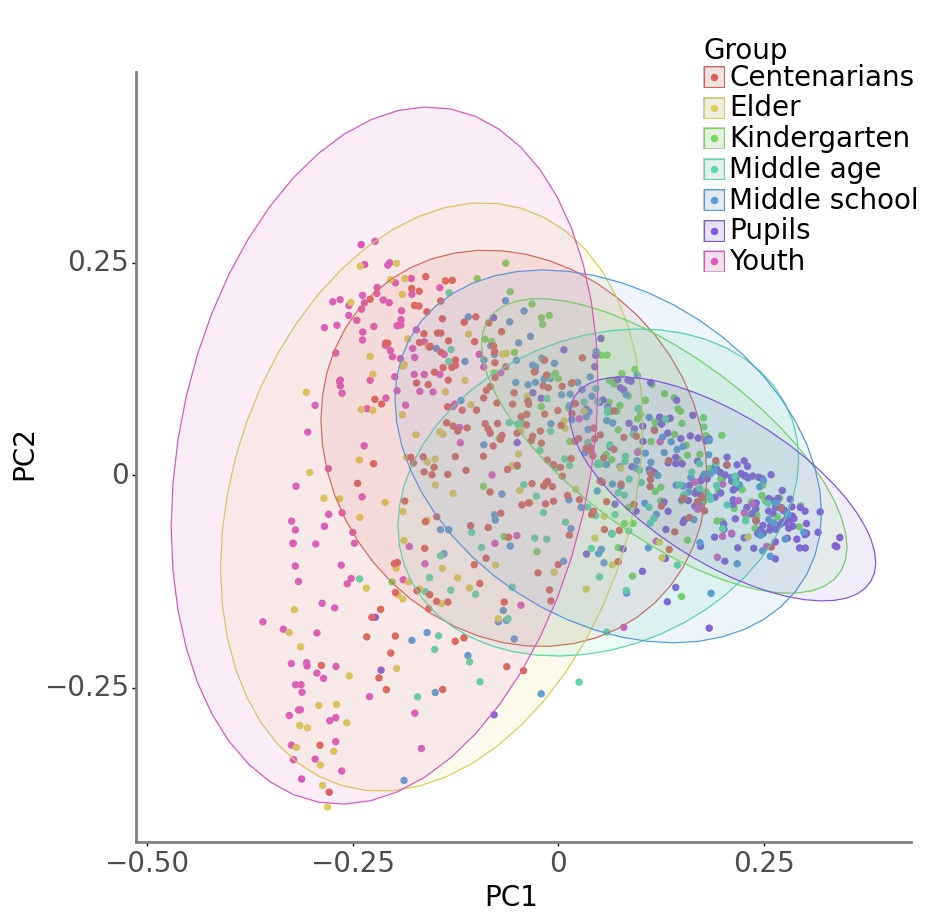 Group
Centenarians
Elder
Kindergarten
Middle age
Middle school
Pupils
Youth
0.25
0
−0.25
PC2
−0.50
−0.25
0
0.25
PC1